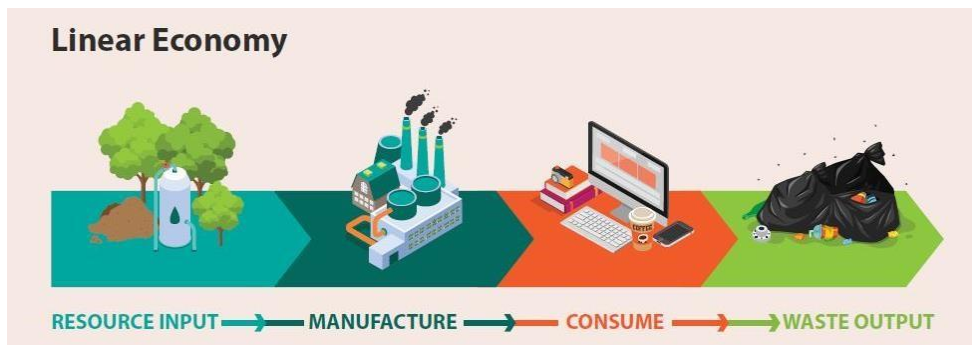 Linear Economy
COFFEE
RESOURCE INPUT MANUFACTURE CONSUME WASTE OUTPUT